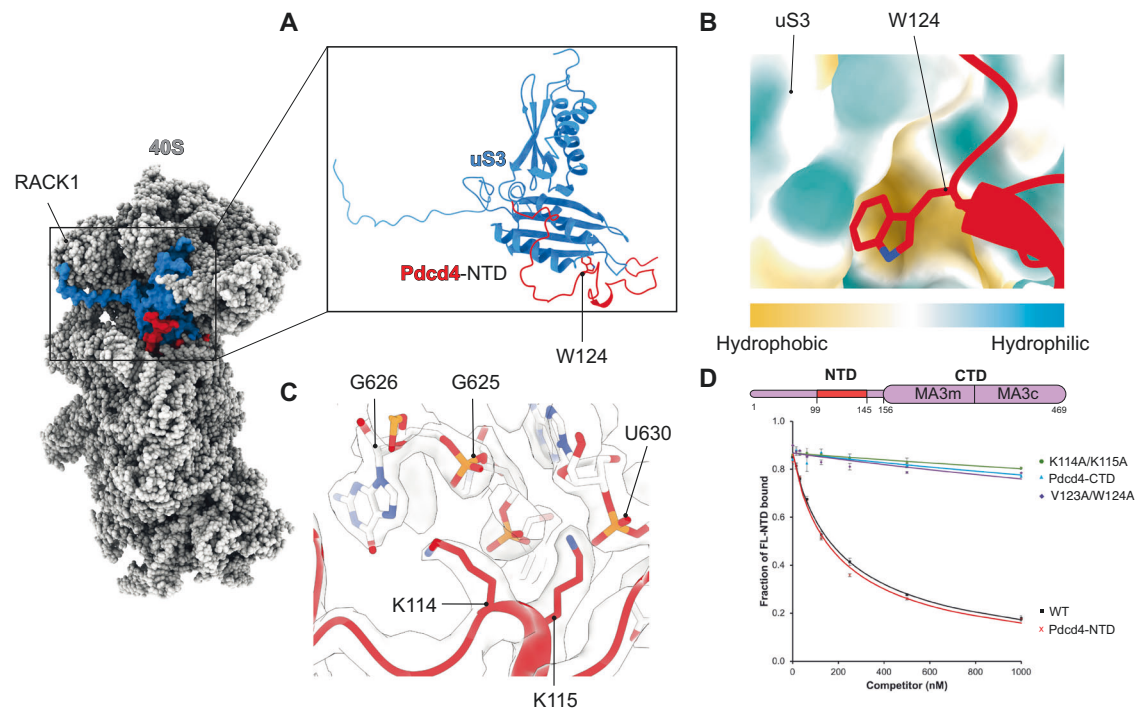 A
40S
RACK1
uS3
Pdcd4-NTD
W124
B
uS3
W124
Hydrophobic
Hydrophilic
C
G626
G625
U630
K114
K115
D
NTD
CTD
MA3m
MA3c
1
99
145
156
469
Fraction of FL-NTD bound
1.0
0.8
0.6
0.4
0.2
0.0
0
200
400
600
800
1000
Competitor (nM)
K114A/K115A
Pdcd4-CTD
V123A/W124A
WT
Pdcd4-NTD